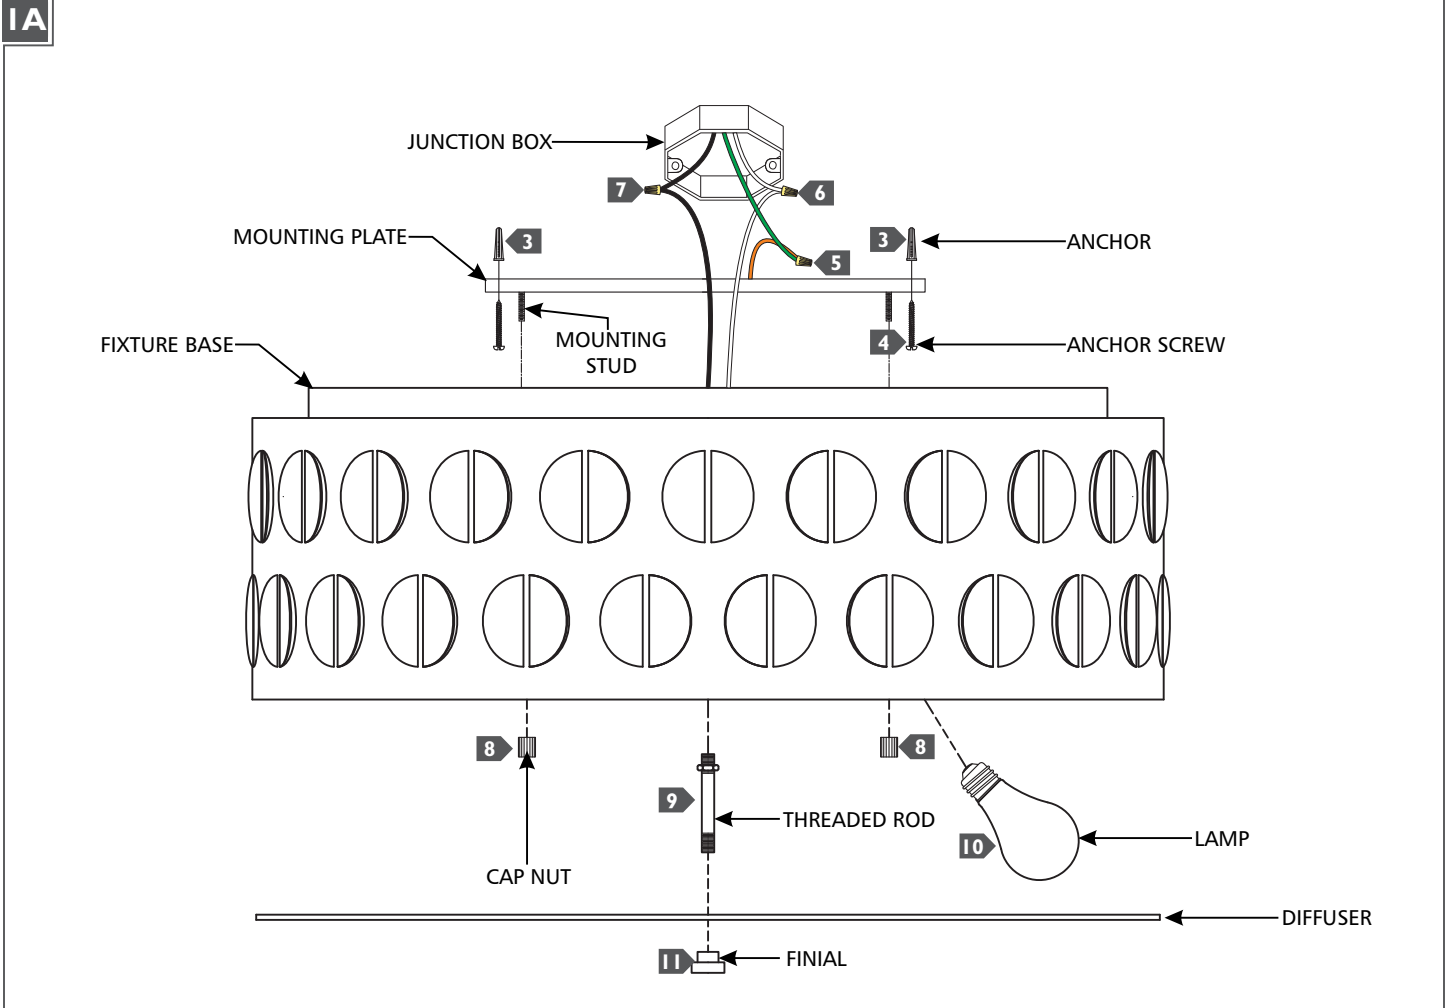 1A
JUNCTION BOX
7
6
MOUNTING PLATE
3
3
ANCHOR
5
FIXTURE BASE
MOUNTING
STUD
4
ANCHOR SCREW
8
8
9
THREADED ROD
10
LAMP
CAP NUT
DIFFUSER
11
FINIAL